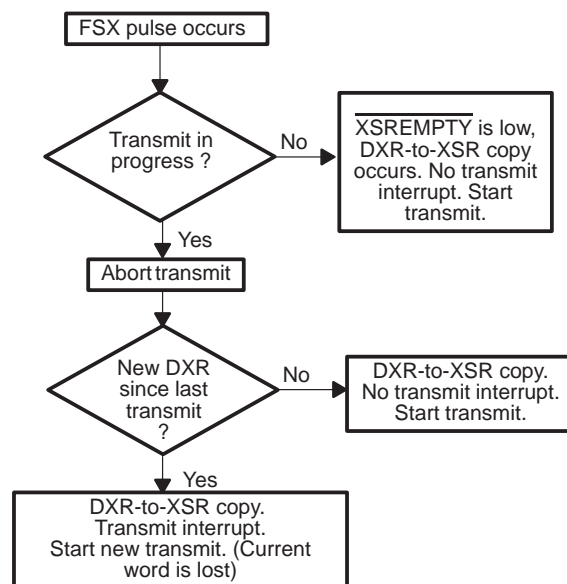 FSX pulse occurs
Transmit in
progress ?
No
XSREMPTY is low,
DXR-to-XSR copy
occurs. No transmit
interrupt. Start
transmit.
Yes
Abort transmit
New DXR
since last
transmit
?
No
DXR-to-XSR copy.
No transmit interrupt.
Start transmit.
Yes
DXR-to-XSR copy.
Transmit interrupt.
Start new transmit. (Current
word is lost)